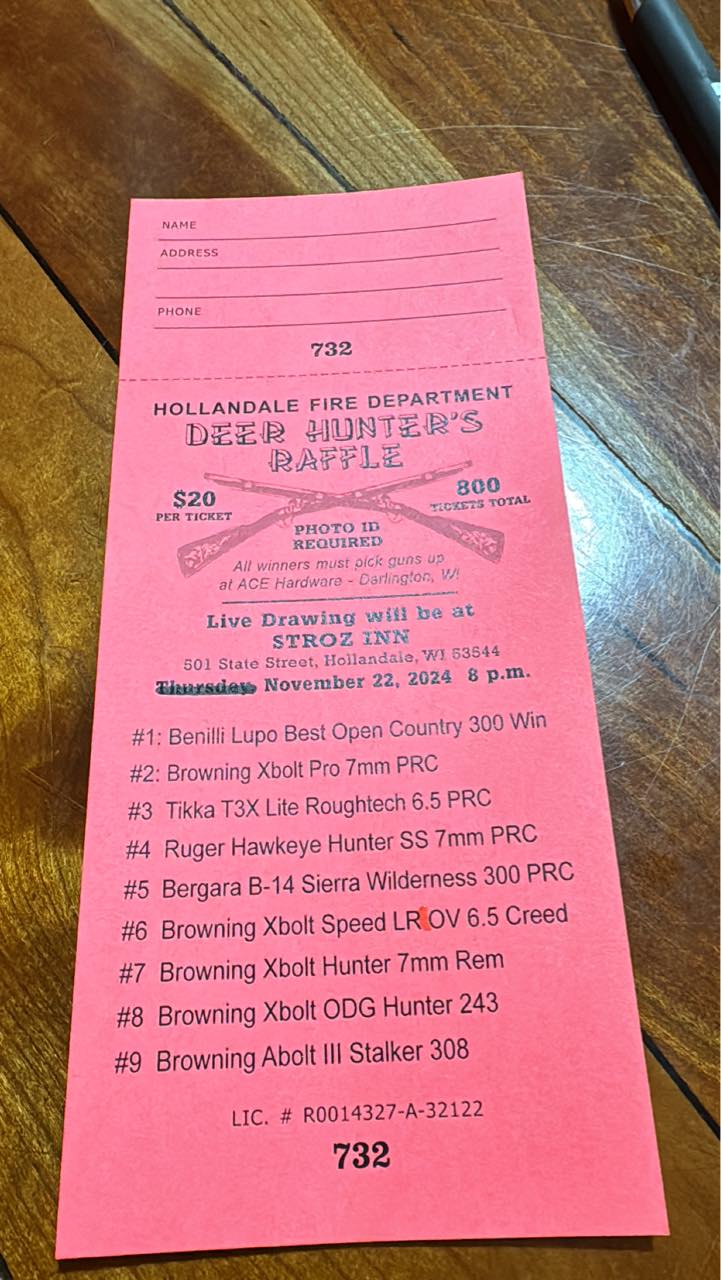 NAME
ADDRESS
PHONE
732
HOLLANDALE FIRE DEPARTMENT
DEER HUNTER'S
RAFFLE
$20
PER TICKET
800
TICKETS TOTAL
PHOTO ID
REQUIRED
All winners must pick guns up
at ACE Hardware - Darlington, WI
Live Drawing will be at
STROZ INN
501 State Street, Hollandale, WI 53544
Thursday, November 22, 2024 8 p.m.
#1: Benilli Lupo Best Open Country 300 Win
#2: Browning Xbolt Pro 7mm PRC
#3 Tikka T3X Lite Roughtech 6.5 PRC
#4 Ruger Hawkeye Hunter SS 7mm PRC
#5 Bergara B-14 Sierra Wilderness 300 PRC
#6 Browning Xbolt Speed LR OV 6.5 Creed
#7 Browning Xbolt Hunter 7mm Rem
#8 Browning Xbolt ODG Hunter 243
#9 Browning Abolt III Stalker 308
LIC. # R0014327-A-32122
732